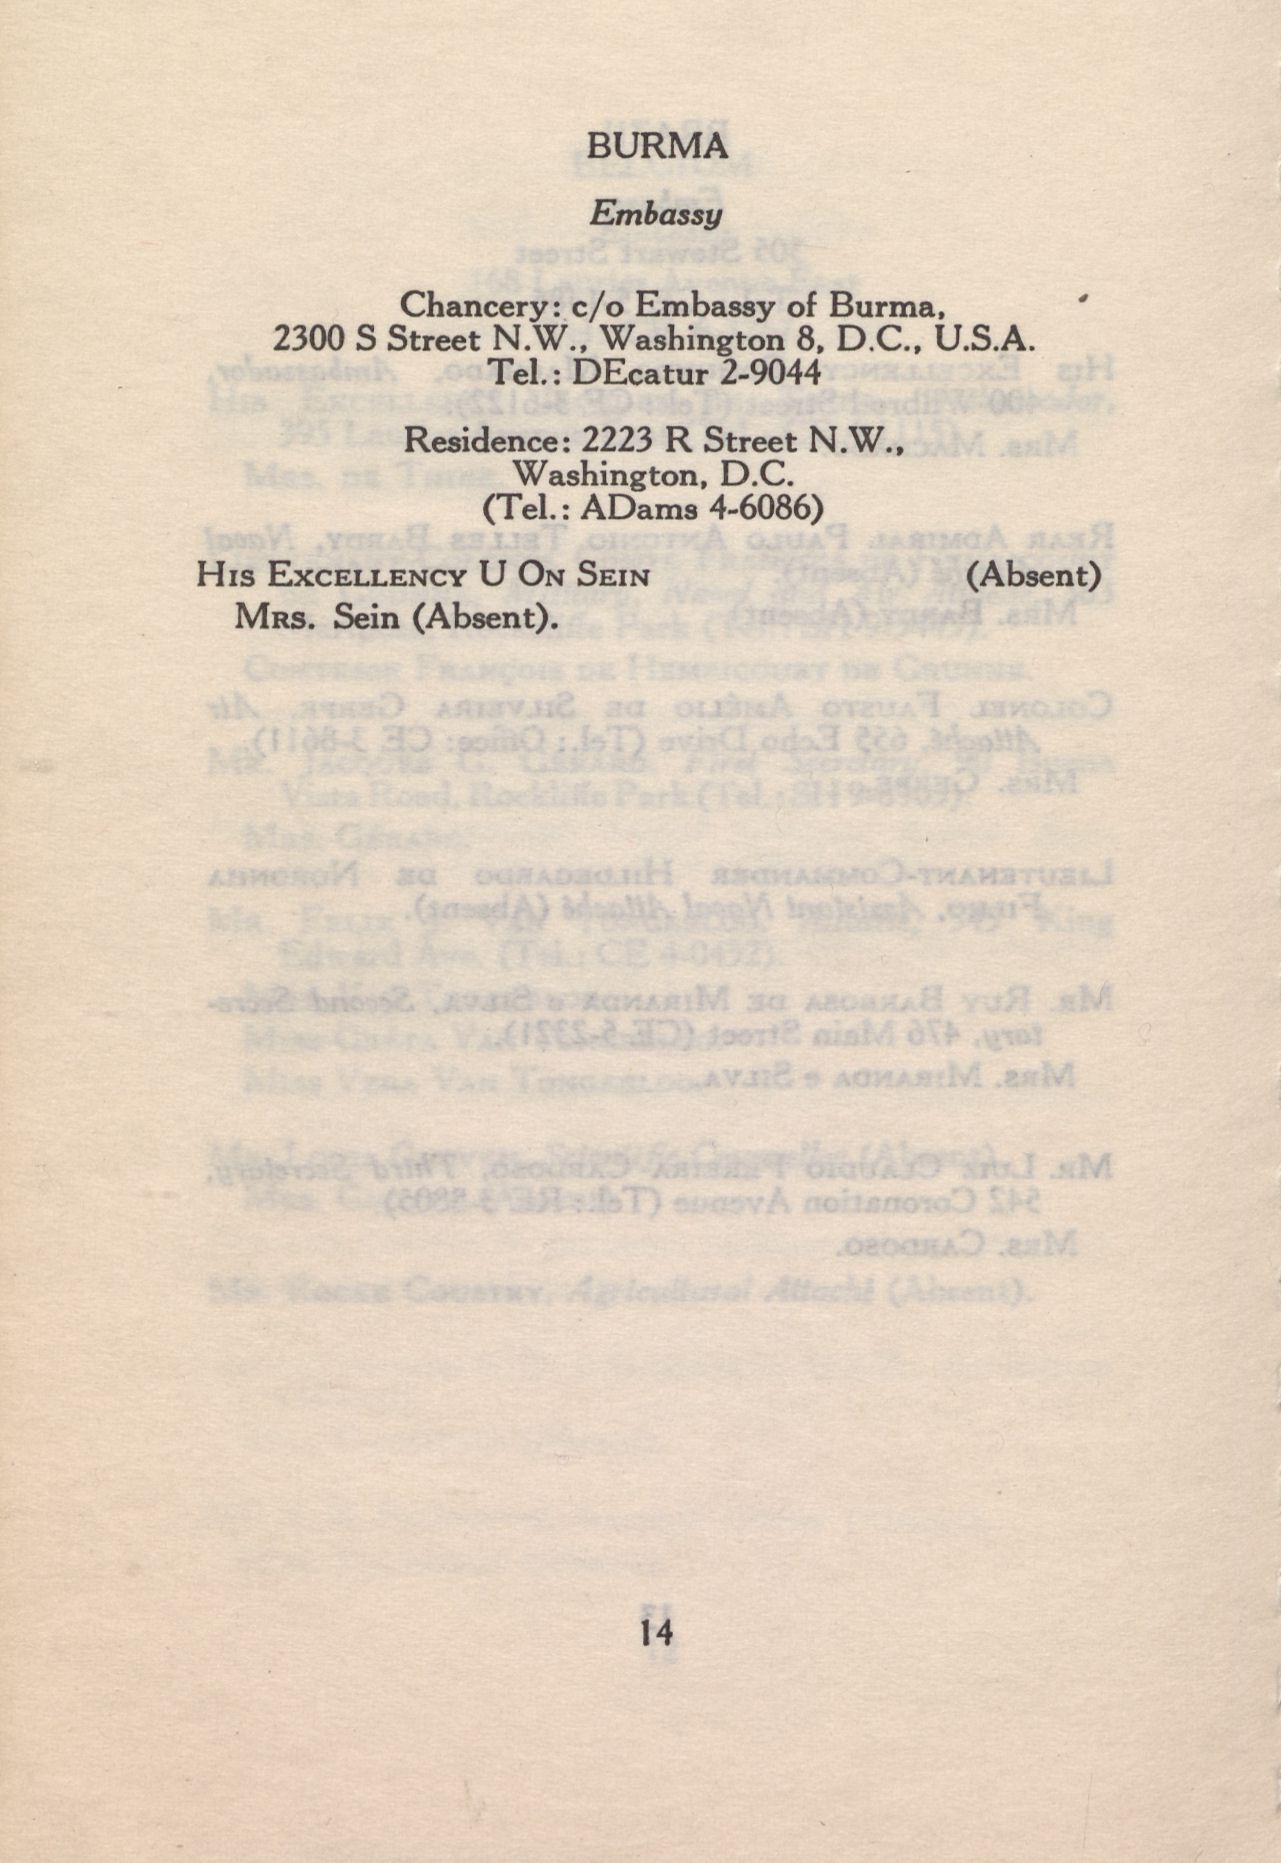 BURMA
Embassy
Chancery: c/o Embassy of Burma,
2300 S Street N.W., Washington 8, D.C., U.S.A.
Tel.: DEcatur 2-9044
Residence: 2223 R Street N.W.,
Washington, D.C.
(Tel.: ADams 4-6086)
His Excellency U On Sein (Absent)
Mrs. Sein (Absent).
14